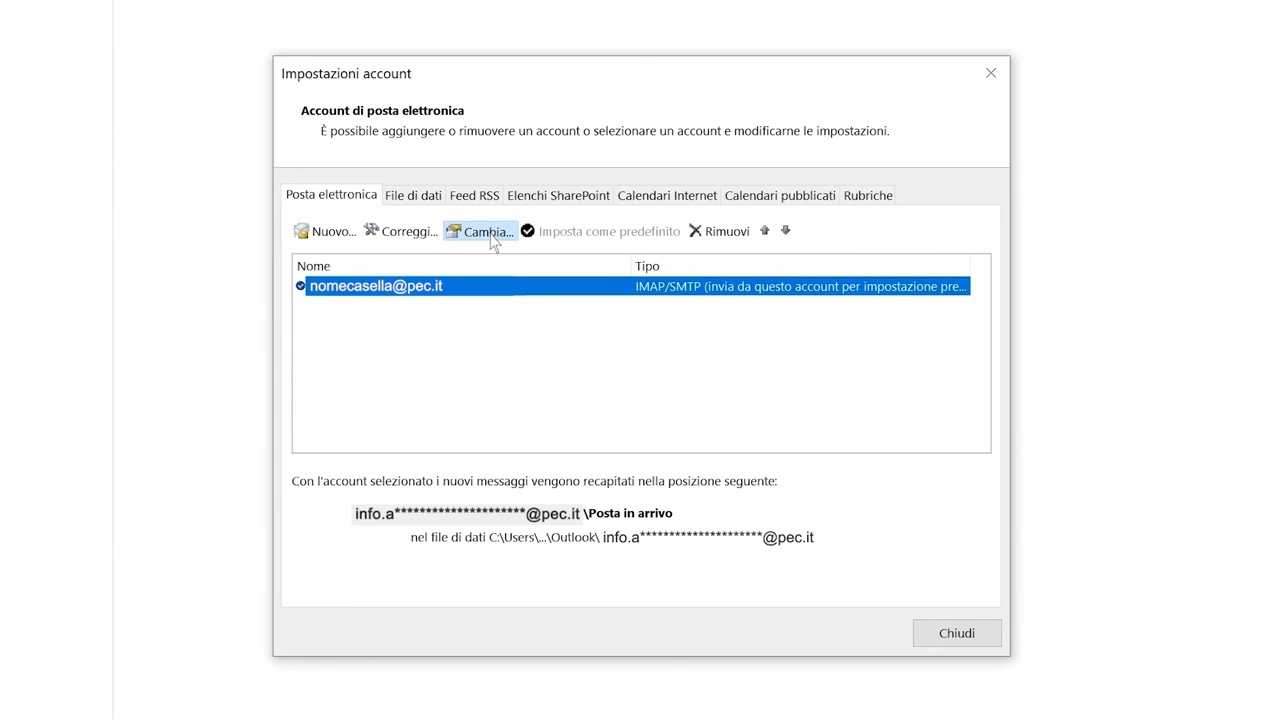 Impostazioni account
Account di posta elettronica
È possibile aggiungere o rimuovere un account o selezionare un account e modificarne le impostazioni.
Posta elettronica File di dati Feed RSS Elenchi SharePoint Calendari Internet Calendari pubblicati Rubriche
Nuovo... Correggi... Cambia... Imposta come predefinito Rimuovi
Nome Tipo
nomecasella@pec.it IMAP/SMTP (invia da questo account per impostazione pre...
Con l'account selezionato i nuovi messaggi vengono recapitati nella posizione seguente:
info.a*********************@pec.it \Posta in arrivo
nel file di dati C:\Users\...\Outlook\ info.a*********************@pec.it
Chiudi